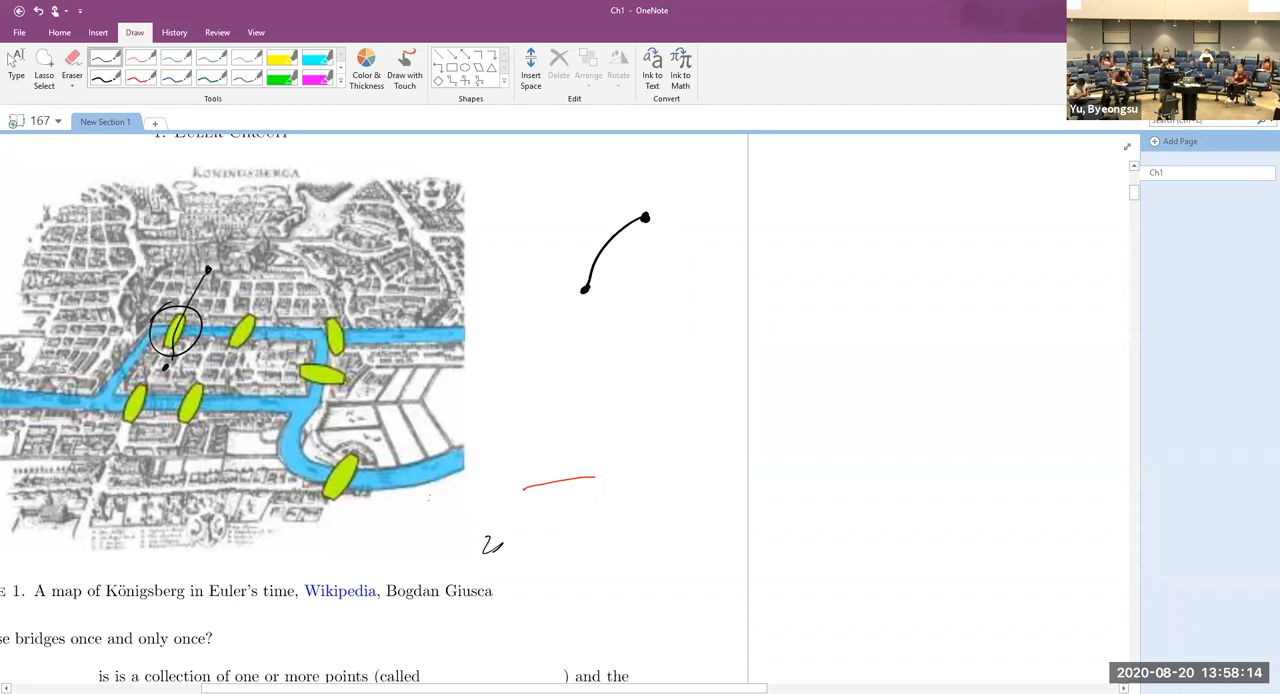 Ch1 - OneNote
File Home Insert Draw History Review View
Type Lasso Select Eraser Color & Thickness Draw with Touch Insert Space Delete Arrange Rotate Ink to Text Ink to Math
Tools Shapes Edit Convert
Yu, Byeongsu
167 New Section 1
Add Page
Ch1
1. EULER CIRCUIT
KONINGSBERGA
E 1. A map of Königsberg in Euler's time, Wikipedia, Bogdan Giusca
se bridges once and only once?
is is a collection of one or more points (called ) and the
2020-08-20 13:58:14